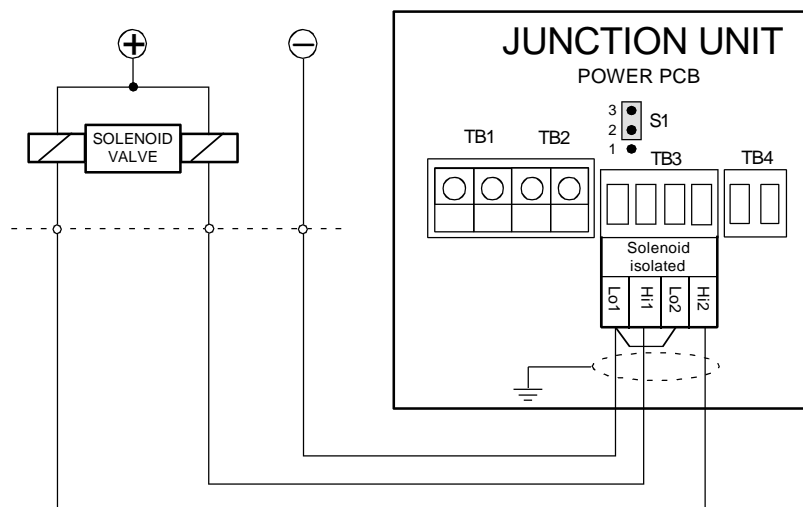 +
−
JUNCTION UNIT
POWER PCB
SOLENOID
VALVE
3
2
1
S1
TB1
TB2
TB3
TB4
Solenoid
isolated
Lo1
Hi1
Lo2
Hi2